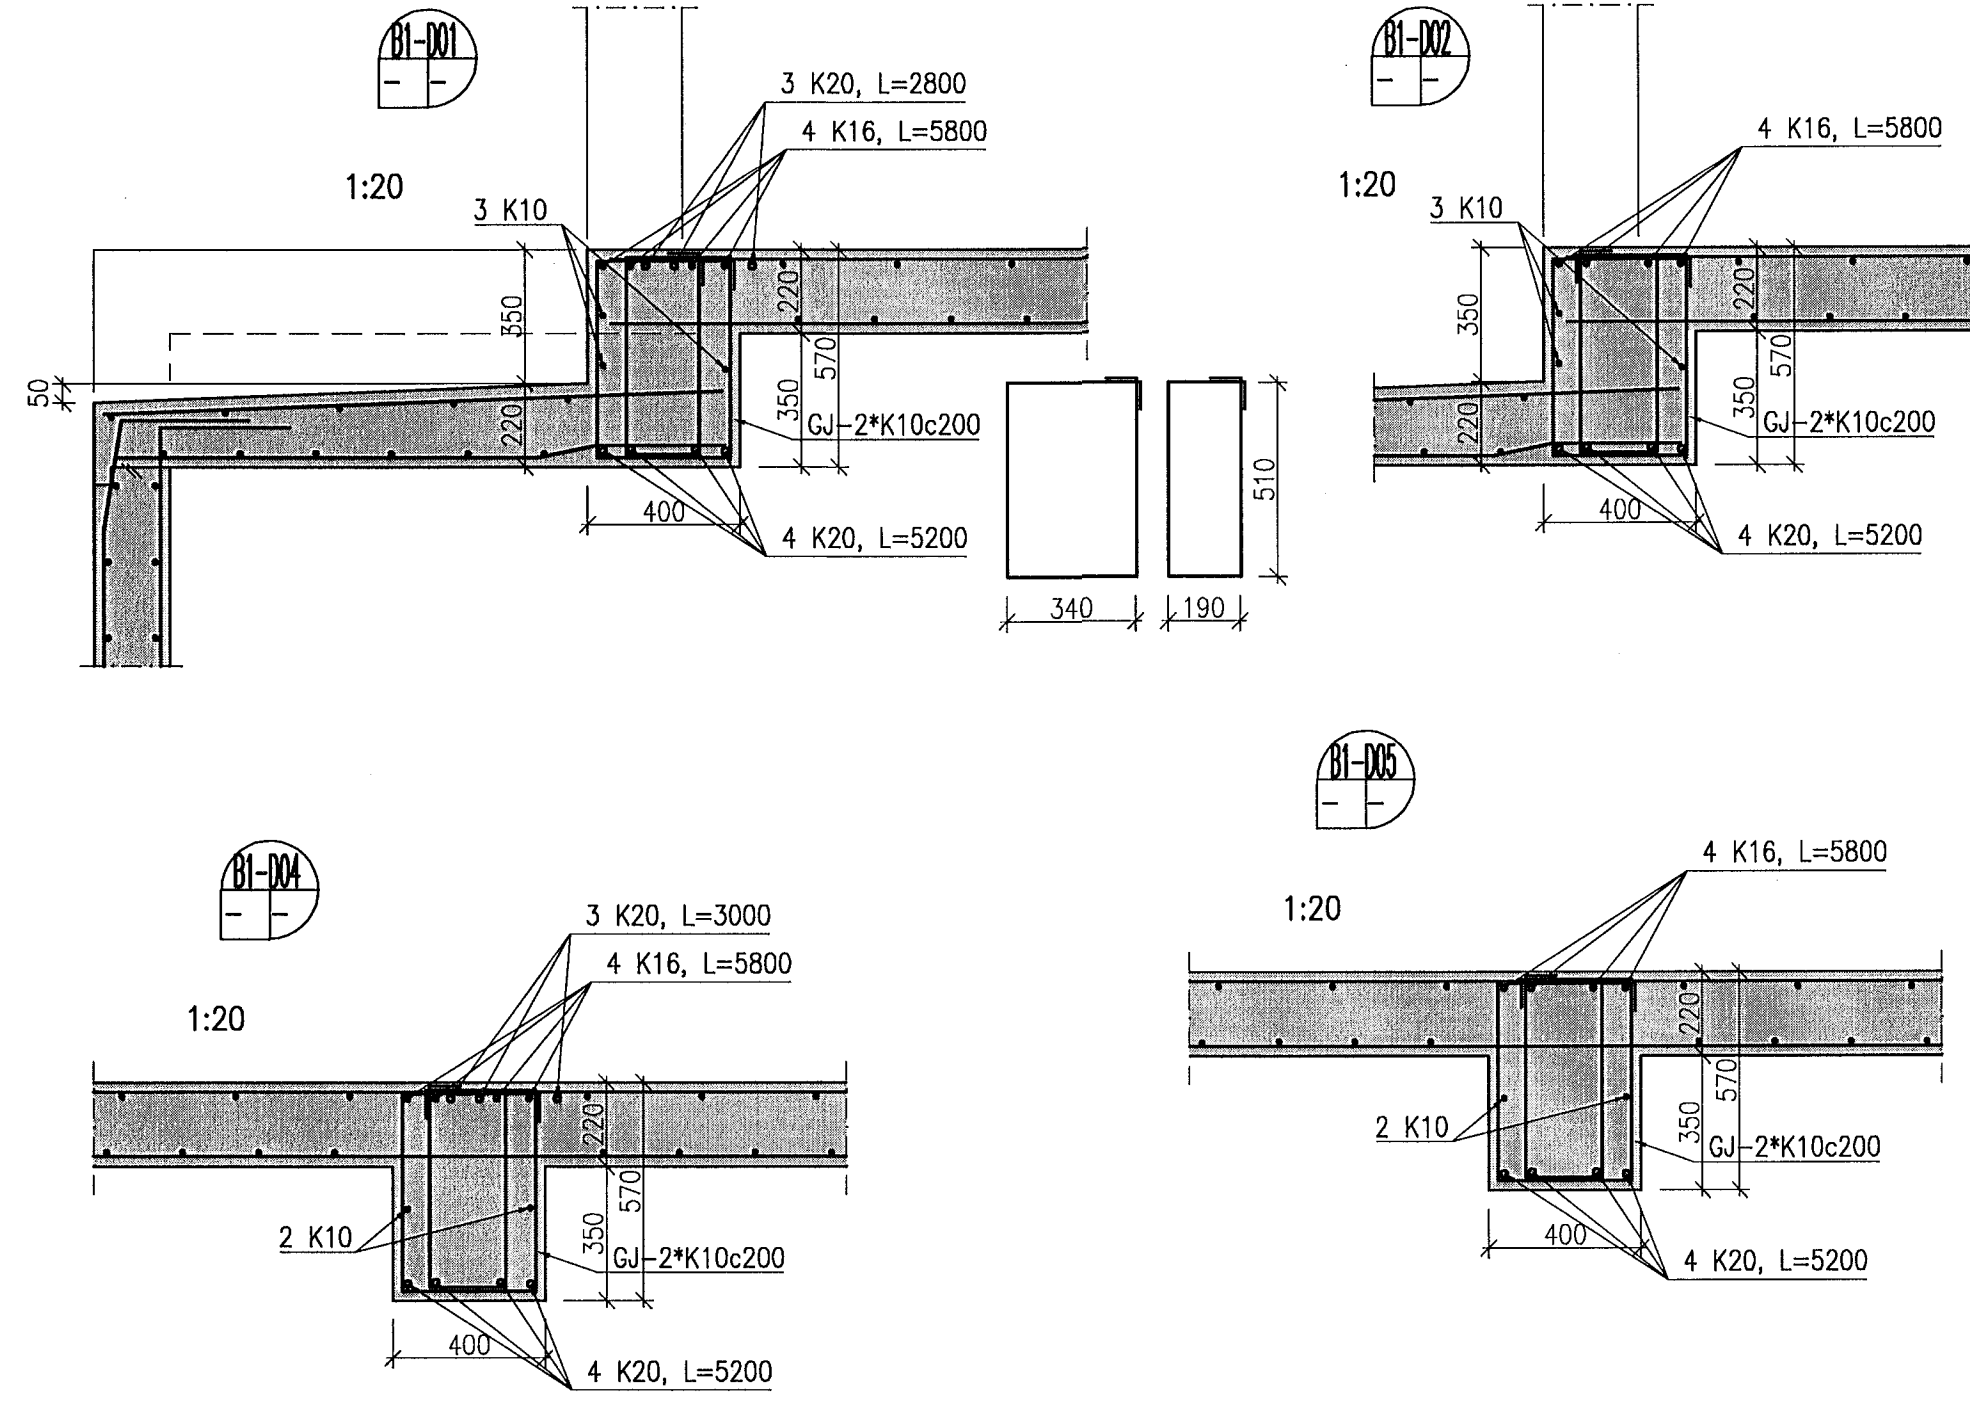 B1-D01
- -
1:20
3 K20, L=2800
4 K16, L=5800
3 K10
350
220
50
220
350
570
GJ-2*K10c200
400
4 K20, L=5200
510
340
190
B1-D02
- -
1:20
4 K16, L=5800
3 K10
350
220
220
350
570
GJ-2*K10c200
400
4 K20, L=5200
B1-D04
- -
1:20
3 K20, L=3000
4 K16, L=5800
220
350
570
2 K10
GJ-2*K10c200
400
4 K20, L=5200
B1-D05
- -
1:20
4 K16, L=5800
220
350
570
2 K10
GJ-2*K10c200
400
4 K20, L=5200